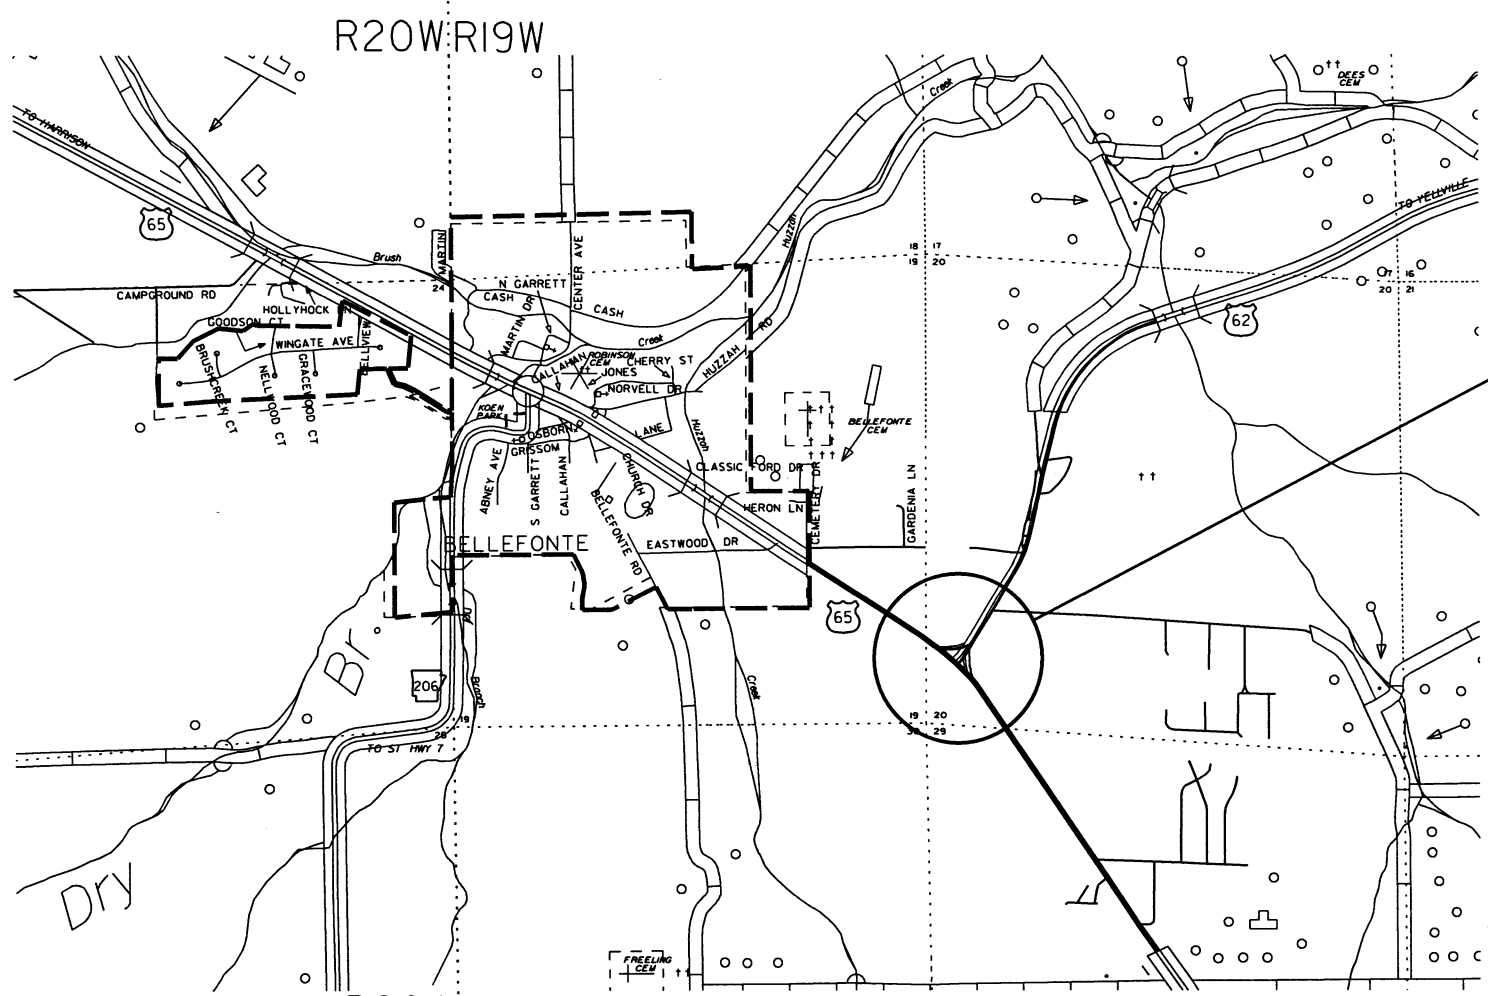 R20W R19W
TO HARRISON
65
DEES
CEM
Creek
TO YELLVILLE
Huzzah
MARTIN
Brush
CENTER AVE
18 17
19 20
17 16
20 21
24
N GARRETT
CASH
CASH
CAMPGROUND RD
HOLLYHOCK LN
GOODSON CT
WINGATE AVE
BELLVIEW
BRUSHCREEK CT
NELLWOOD CT
GRACEWOOD CT
MARTIN DR
CALLAHAN
ROBINSON
CEM
CHERRY ST
JONES
NORVELL DR
Creek
HUZZAH RD
62
KOEN
PARK
OSBORN
GRISSOM
LANE
Huzzah
BELLEFONTE
CEM
ABNEY AVE
S GARRETT
CALLAHAN
CHURCH DR
BELLEFONTE RD
CLASSIC FORD DR
HERON LN
CEMETERY DR
GARDENIA LN
BELLEFONTE
EASTWOOD DR
65
Dry
Br
206
Branch
Creek
19
19 20
30 29
TO ST HWY 7
Dry
FREELING
CEM